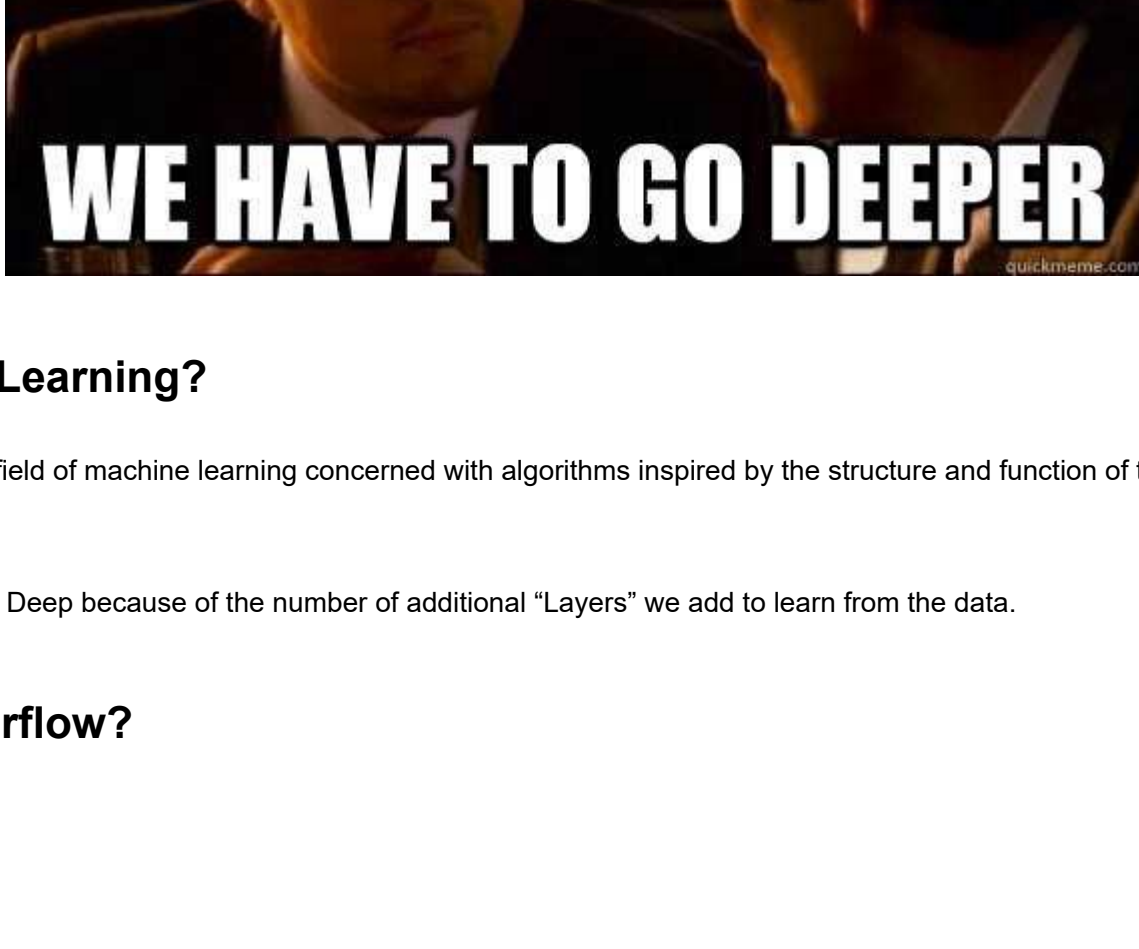 WE HAVE TO GO DEEPER
quickmeme.com
Learning?
field of machine learning concerned with algorithms inspired by the structure and function of t
Deep because of the number of additional “Layers” we add to learn from the data.
rflow?